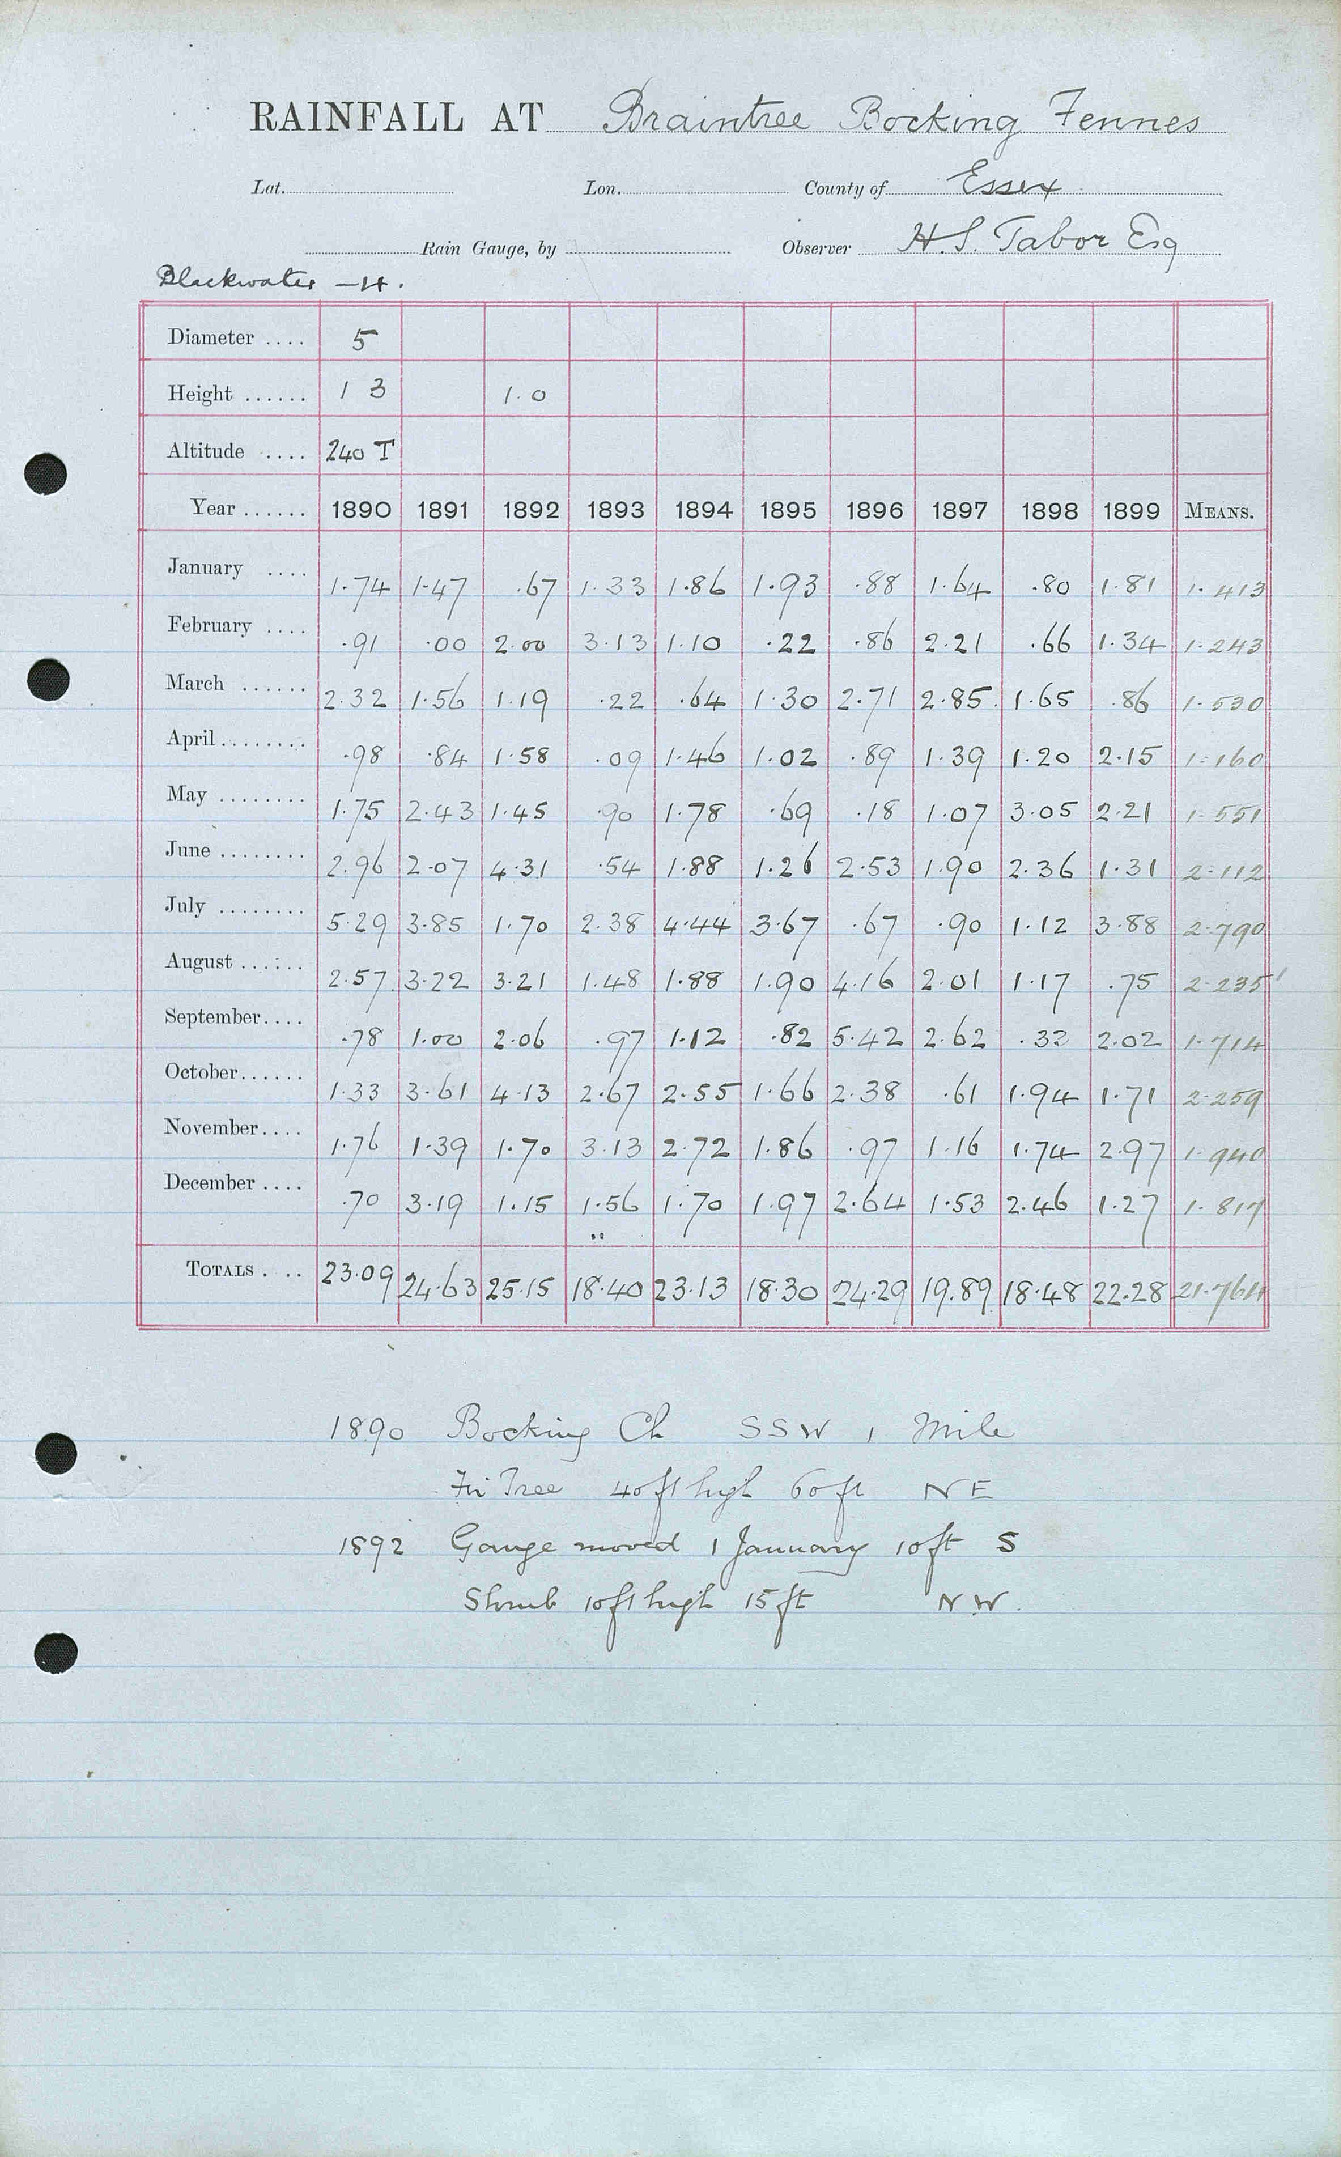 RAINFALL AT Braintree Bocking Fennes
Lat. Lon. County of Essex
Rain Gauge, by Observer H.S. Tabor Esq
Blackwater - H.
Diameter .... 5
Height ...... 1 3 1.0
Altitude .... 240 T
Year ...... 1890 1891 1892 1893 1894 1895 1896 1897 1898 1899 MEANS.
January .... 1.74 1.47 .67 1.33 1.86 1.93 .88 1.64 .80 1.81 1.413
February .... .91 .00 2.00 3.13 1.10 .22 .86 2.21 .66 1.34 1.243
March ...... 2.32 1.56 1.19 .22 .64 1.30 2.71 2.85 1.65 .86 1.530
April ........ .98 .84 1.58 .09 1.46 1.02 .89 1.39 1.20 2.15 1.160
May ........ 1.75 2.43 1.45 .90 1.78 .69 .18 1.07 3.05 2.21 1.551
June ........ 2.96 2.07 4.31 .54 1.88 1.26 2.53 1.90 2.36 1.31 2.112
July ........ 5.29 3.85 1.70 2.38 4.44 3.67 .67 .90 1.12 3.88 2.790
August ...... 2.57 3.22 3.21 1.48 1.88 1.90 4.16 2.01 1.17 .75 2.235
September .... .78 1.00 2.06 .97 1.12 .82 5.42 2.62 .32 2.02 1.714
October ...... 1.33 3.61 4.13 2.67 2.55 1.66 2.38 .61 1.94 1.71 2.259
November .... 1.76 1.39 1.70 3.13 2.72 1.86 .97 1.16 1.74 2.97 1.940
December .... .70 3.19 1.15 1.56 1.70 1.97 2.64 1.53 2.46 1.27 1.817
TOTALS .... 23.09 24.63 25.15 18.40 23.13 18.30 24.29 19.89 18.48 22.28 21.764
1890 Bocking Ch SSW 1 Mile
Fir Tree 40ft high 60ft NE
1892 Gauge moved 1 January 10ft S
Shrub 10ft high 15ft NW.